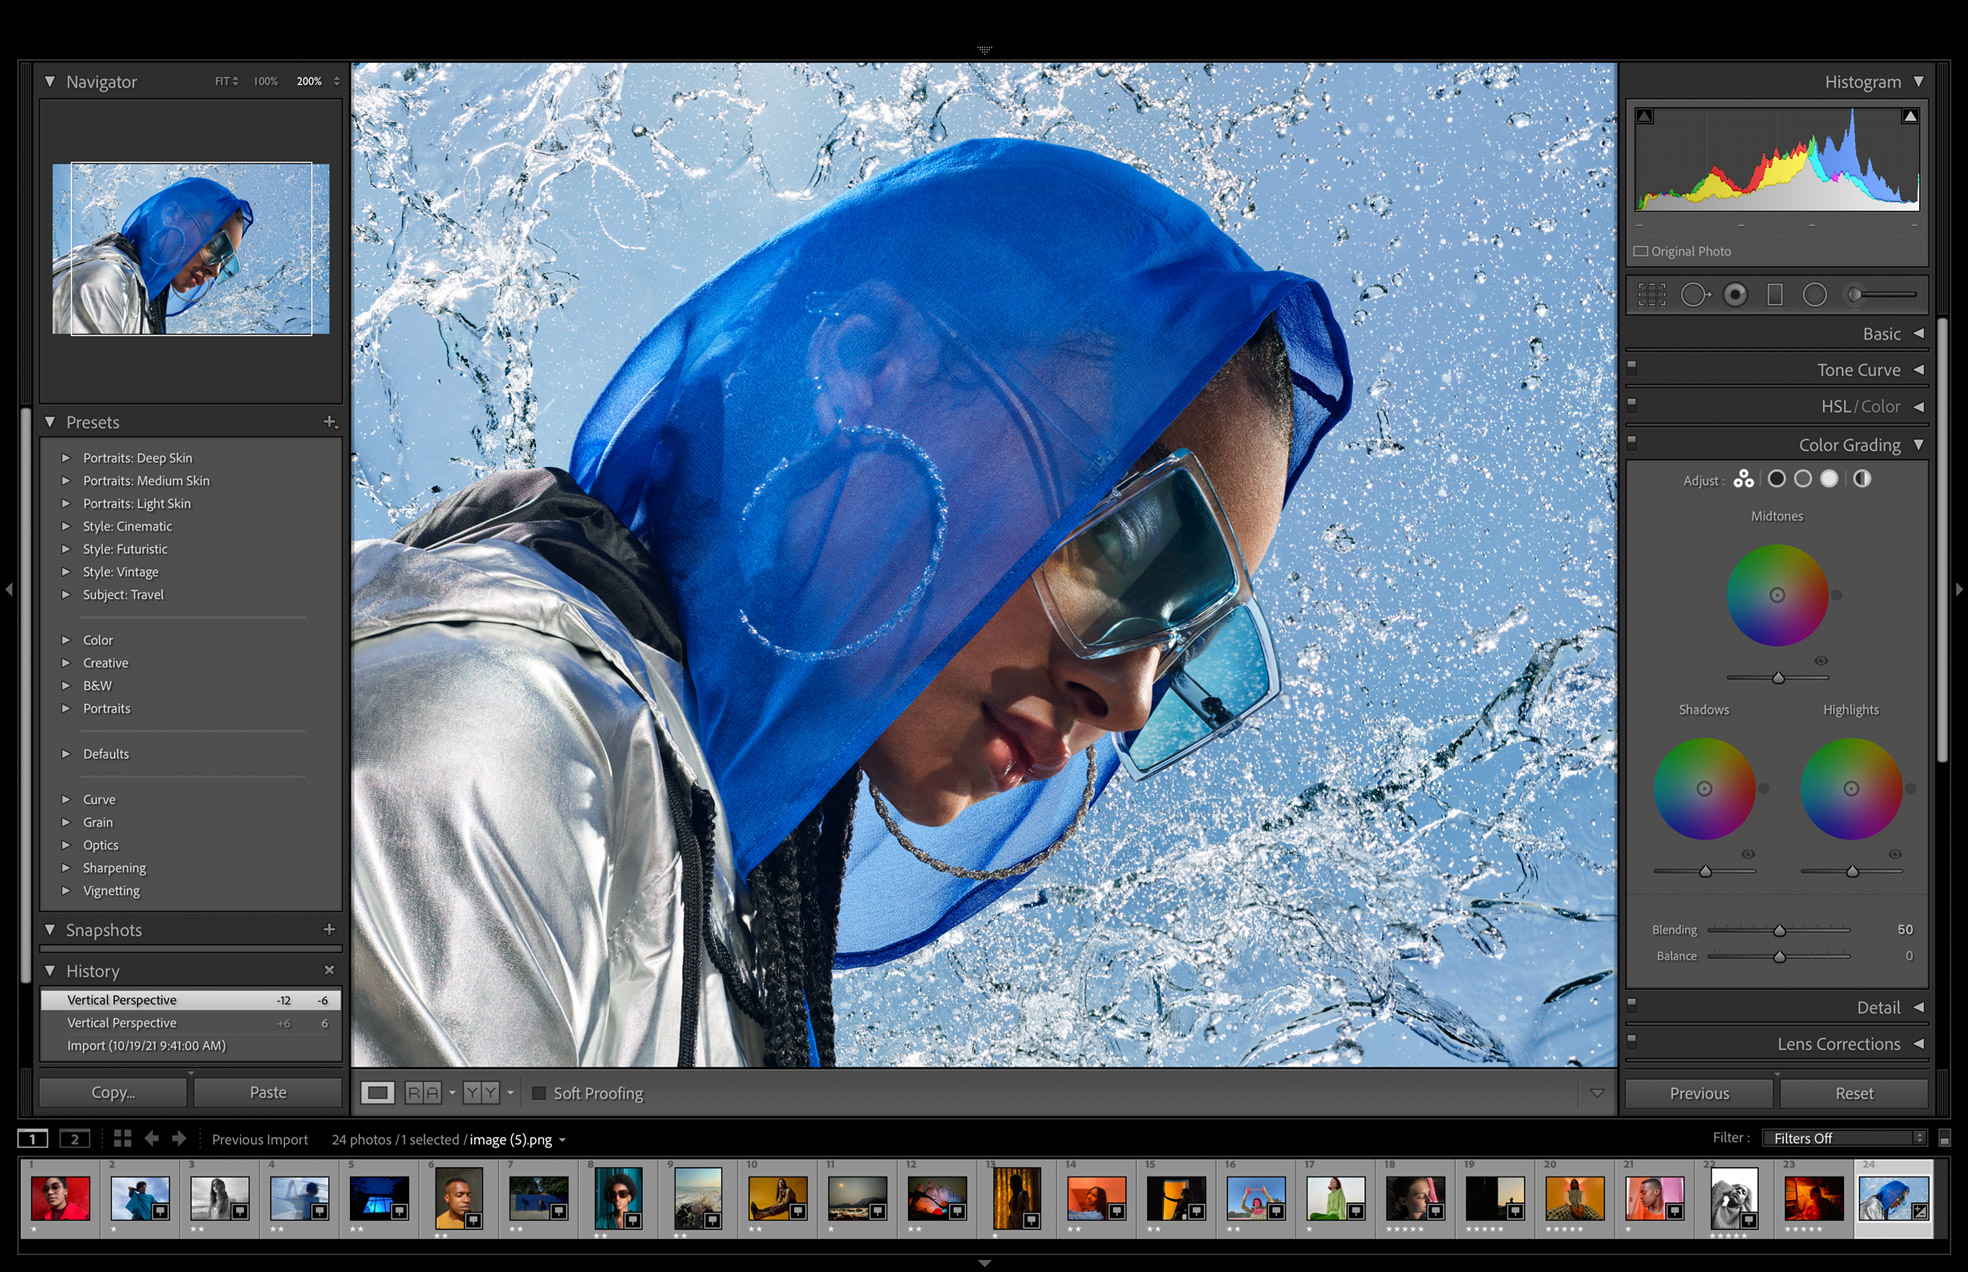 Navigator FIT 100% 200%
Presets
Portraits: Deep Skin
Portraits: Medium Skin
Portraits: Light Skin
Style: Cinematic
Style: Futuristic
Style: Vintage
Subject: Travel
Color
Creative
B&W
Portraits
Defaults
Curve
Grain
Optics
Sharpening
Vignetting
Snapshots
History
Vertical Perspective -12 -6
Vertical Perspective +6 6
Import (10/19/21 9:41:00 AM)
Copy... Paste
R A Y Y Soft Proofing
Histogram
Original Photo
Basic
Tone Curve
HSL / Color
Color Grading
Adjust :
Midtones
Shadows Highlights
Blending 50
Balance 0
Detail
Lens Corrections
Previous Reset
1 2 Previous Import 24 photos / 1 selected / image (5).png Filter : Filters Off
1 2 3 4 5 6 7 8 9 10 11 12 13 14 15 16 17 18 19 20 21 22 23 24